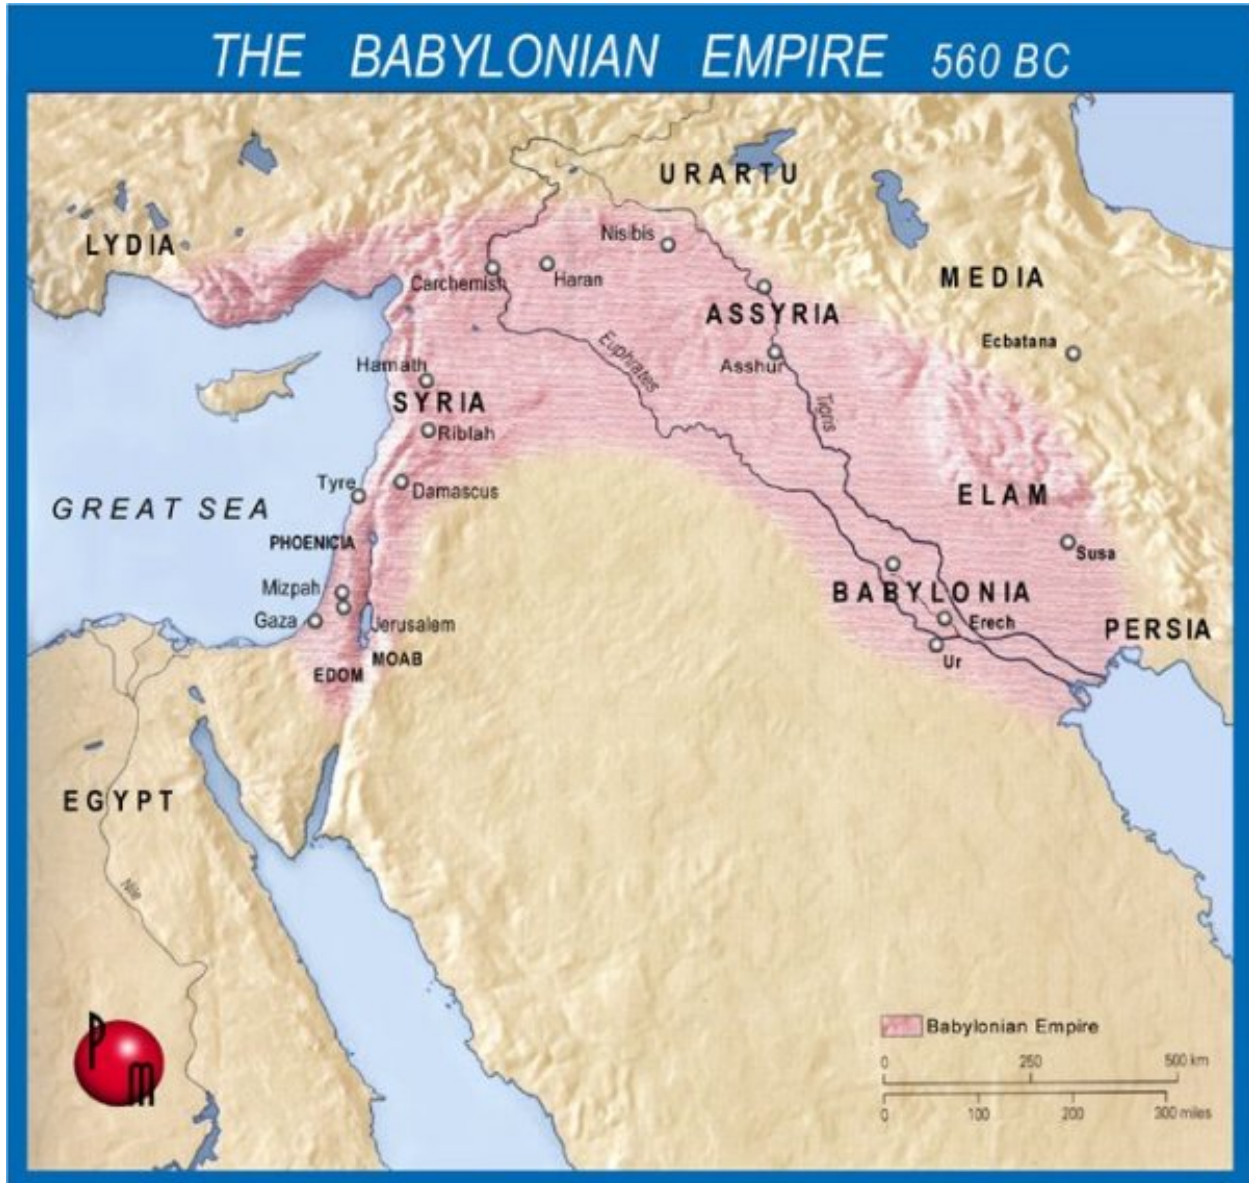 THE BABYLONIAN EMPIRE 560 BC
URARTU
LYDIA
Nisibis
Carchemish
Haran
MEDIA
ASSYRIA
Ecbatana
Euphrates
Asshur
Hamath
SYRIA
Tigris
Riblah
Tyre
Damascus
ELAM
GREAT SEA
PHOENICIA
Susa
Mizpah
BABYLONIA
Gaza
Jerusalem
Erech
PERSIA
MOAB
Ur
EDOM
EGYPT
Nile
P
M
Babylonian Empire
0 250 500 km
0 100 200 300 miles